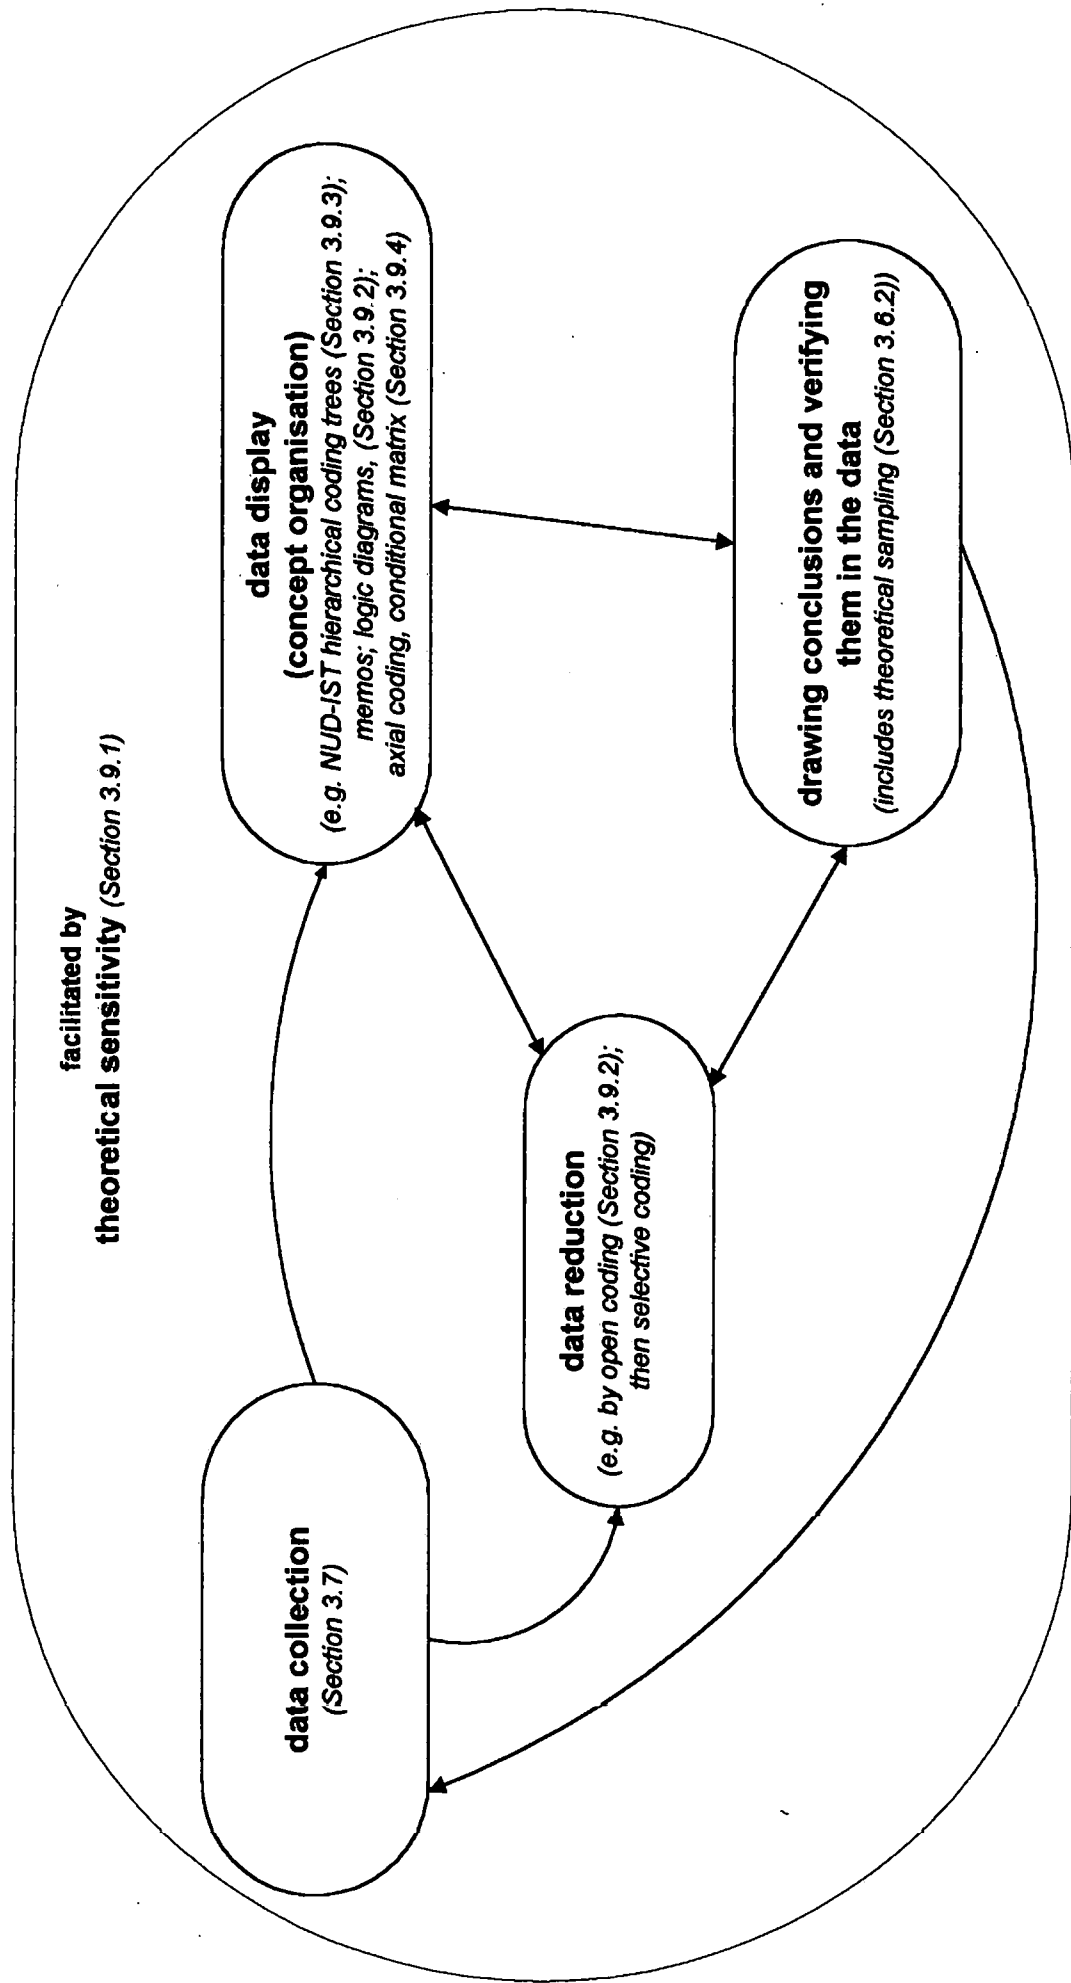 facilitated by
theoretical sensitivity (Section 3.9.1)
data collection
(Section 3.7)
data display
(concept organisation)
(e.g. NUD-IST hierarchical coding trees (Section 3.9.3);
memos; logic diagrams, (Section 3.9.2);
axial coding, conditional matrix (Section 3.9.4)
data reduction
(e.g. by open coding (Section 3.9.2);
then selective coding)
drawing conclusions and verifying
them in the data
(includes theoretical sampling (Section 3.6.2))